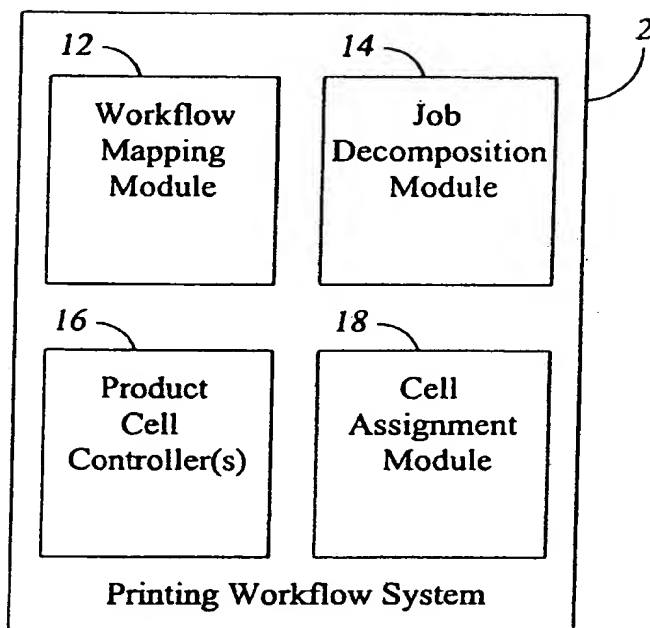 12
14
2
Workflow
Mapping
Module
Job
Decomposition
Module
16
18
Product
Cell
Controller(s)
Cell
Assignment
Module
Printing Workflow System